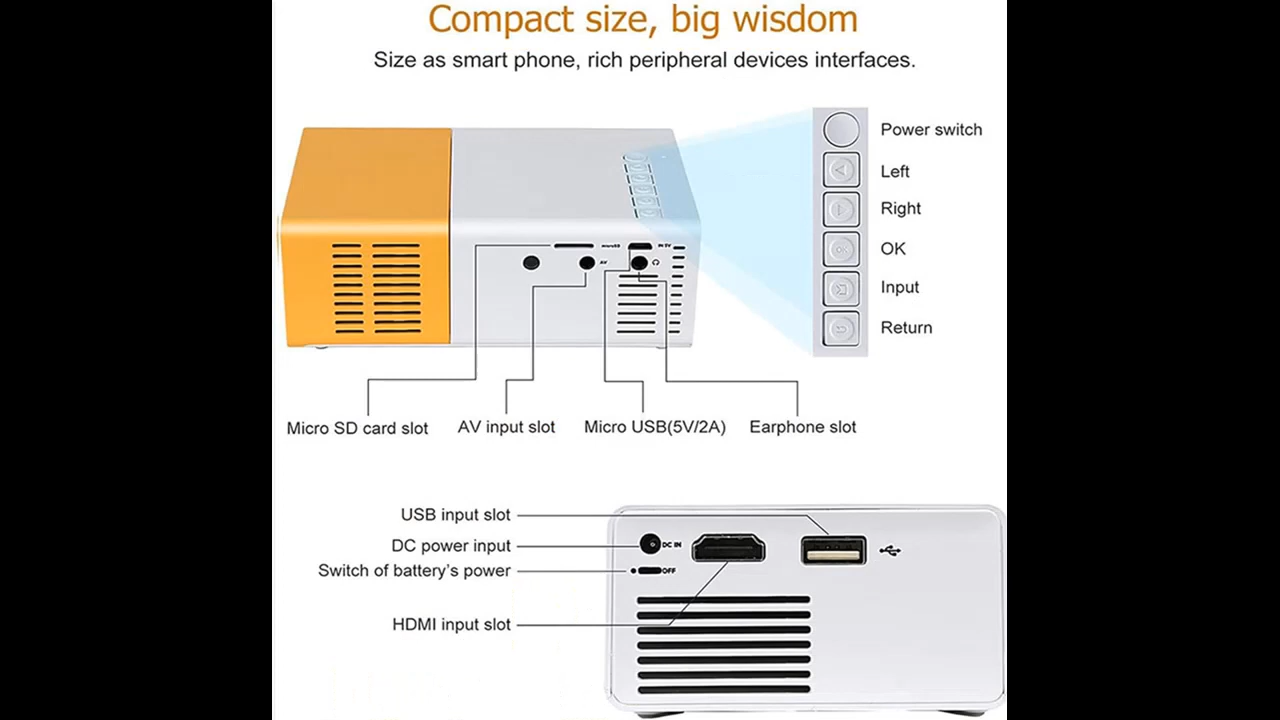 Compact size, big wisdom
Size as smart phone, rich peripheral devices interfaces.
Power switch
Left
Right
OK
Input
Return
microSD
AV
Micro SD card slot
AV input slot
Micro USB(5V/2A)
Earphone slot
USB input slot
DC power input
Switch of battery's power
HDMI input slot
DC IN
OFF